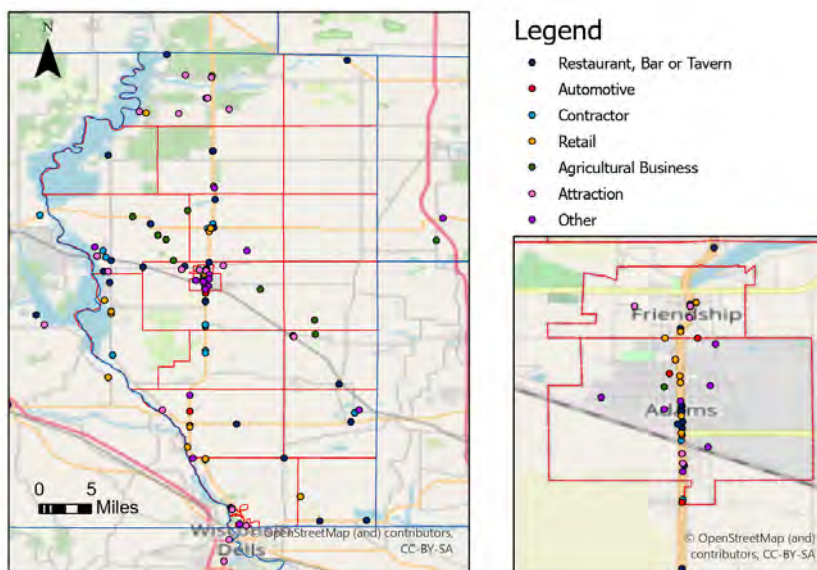 N
0 5
Miles
Wisconsin
Dells
© OpenStreetMap (and) contributors,
CC-BY-SA
Legend
Restaurant, Bar or Tavern
Automotive
Contractor
Retail
Agricultural Business
Attraction
Other
Friendship
Adams
© OpenStreetMap (and)
contributors, CC-BY-SA